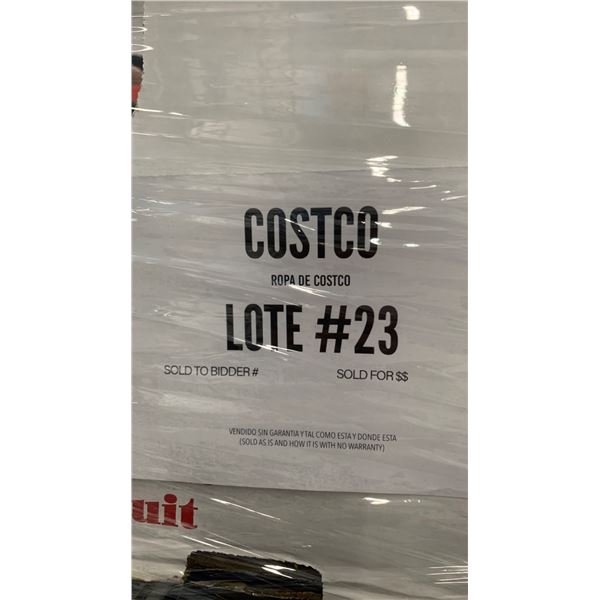 COSTCO
ROPA DE COSTCO
LOTE #23
SOLD TO BIDDER # SOLD FOR $$
VENDIDO SIN GARANTIA Y TAL COMO ESTA Y DONDE ESTA
(SOLD AS IS AND HOW IT IS WITH NO WARRANTY)
uit